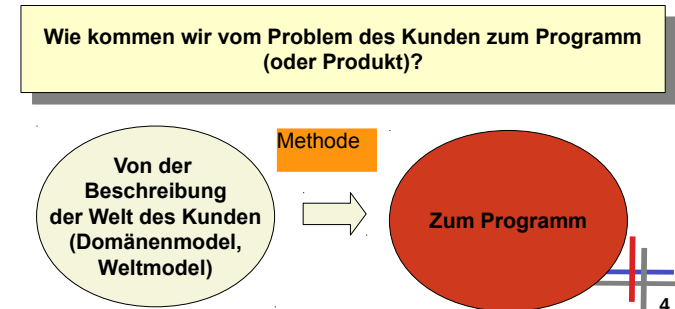 Wie kommen wir vom Problem des Kunden zum Programm
(oder Produkt)?
Methode
Von der
Beschreibung
der Welt des Kunden
(Domänenmodel,
Weltmodel)
Zum Programm
4